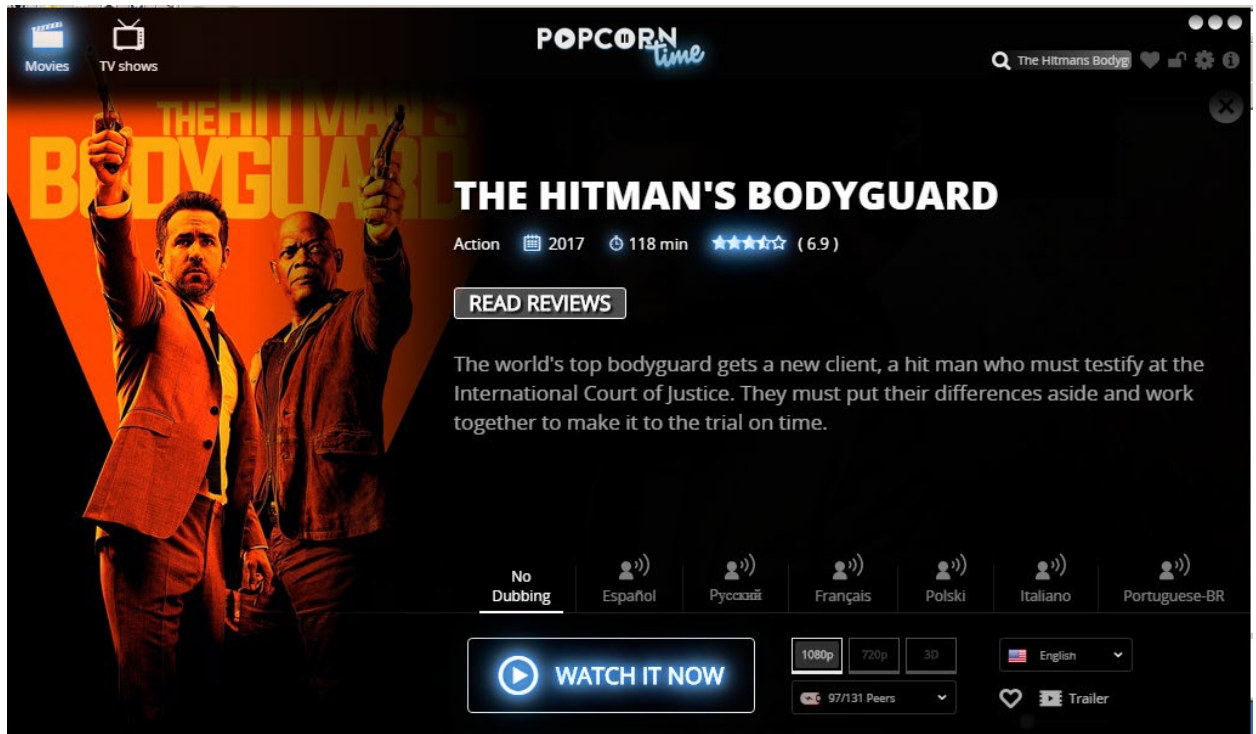 Movies
TV shows
POPCORN
time
The Hitmans Bodyg
THE HITMAN'S
BODYGUARD
THE HITMAN'S BODYGUARD
Action 2017 118 min ( 6.9 )
READ REVIEWS
The world's top bodyguard gets a new client, a hit man who must testify at the
International Court of Justice. They must put their differences aside and work
together to make it to the trial on time.
No
Dubbing
Español
Русский
Français
Polski
Italiano
Portuguese-BR
WATCH IT NOW
1080p
720p
3D
English
97/131 Peers
Trailer